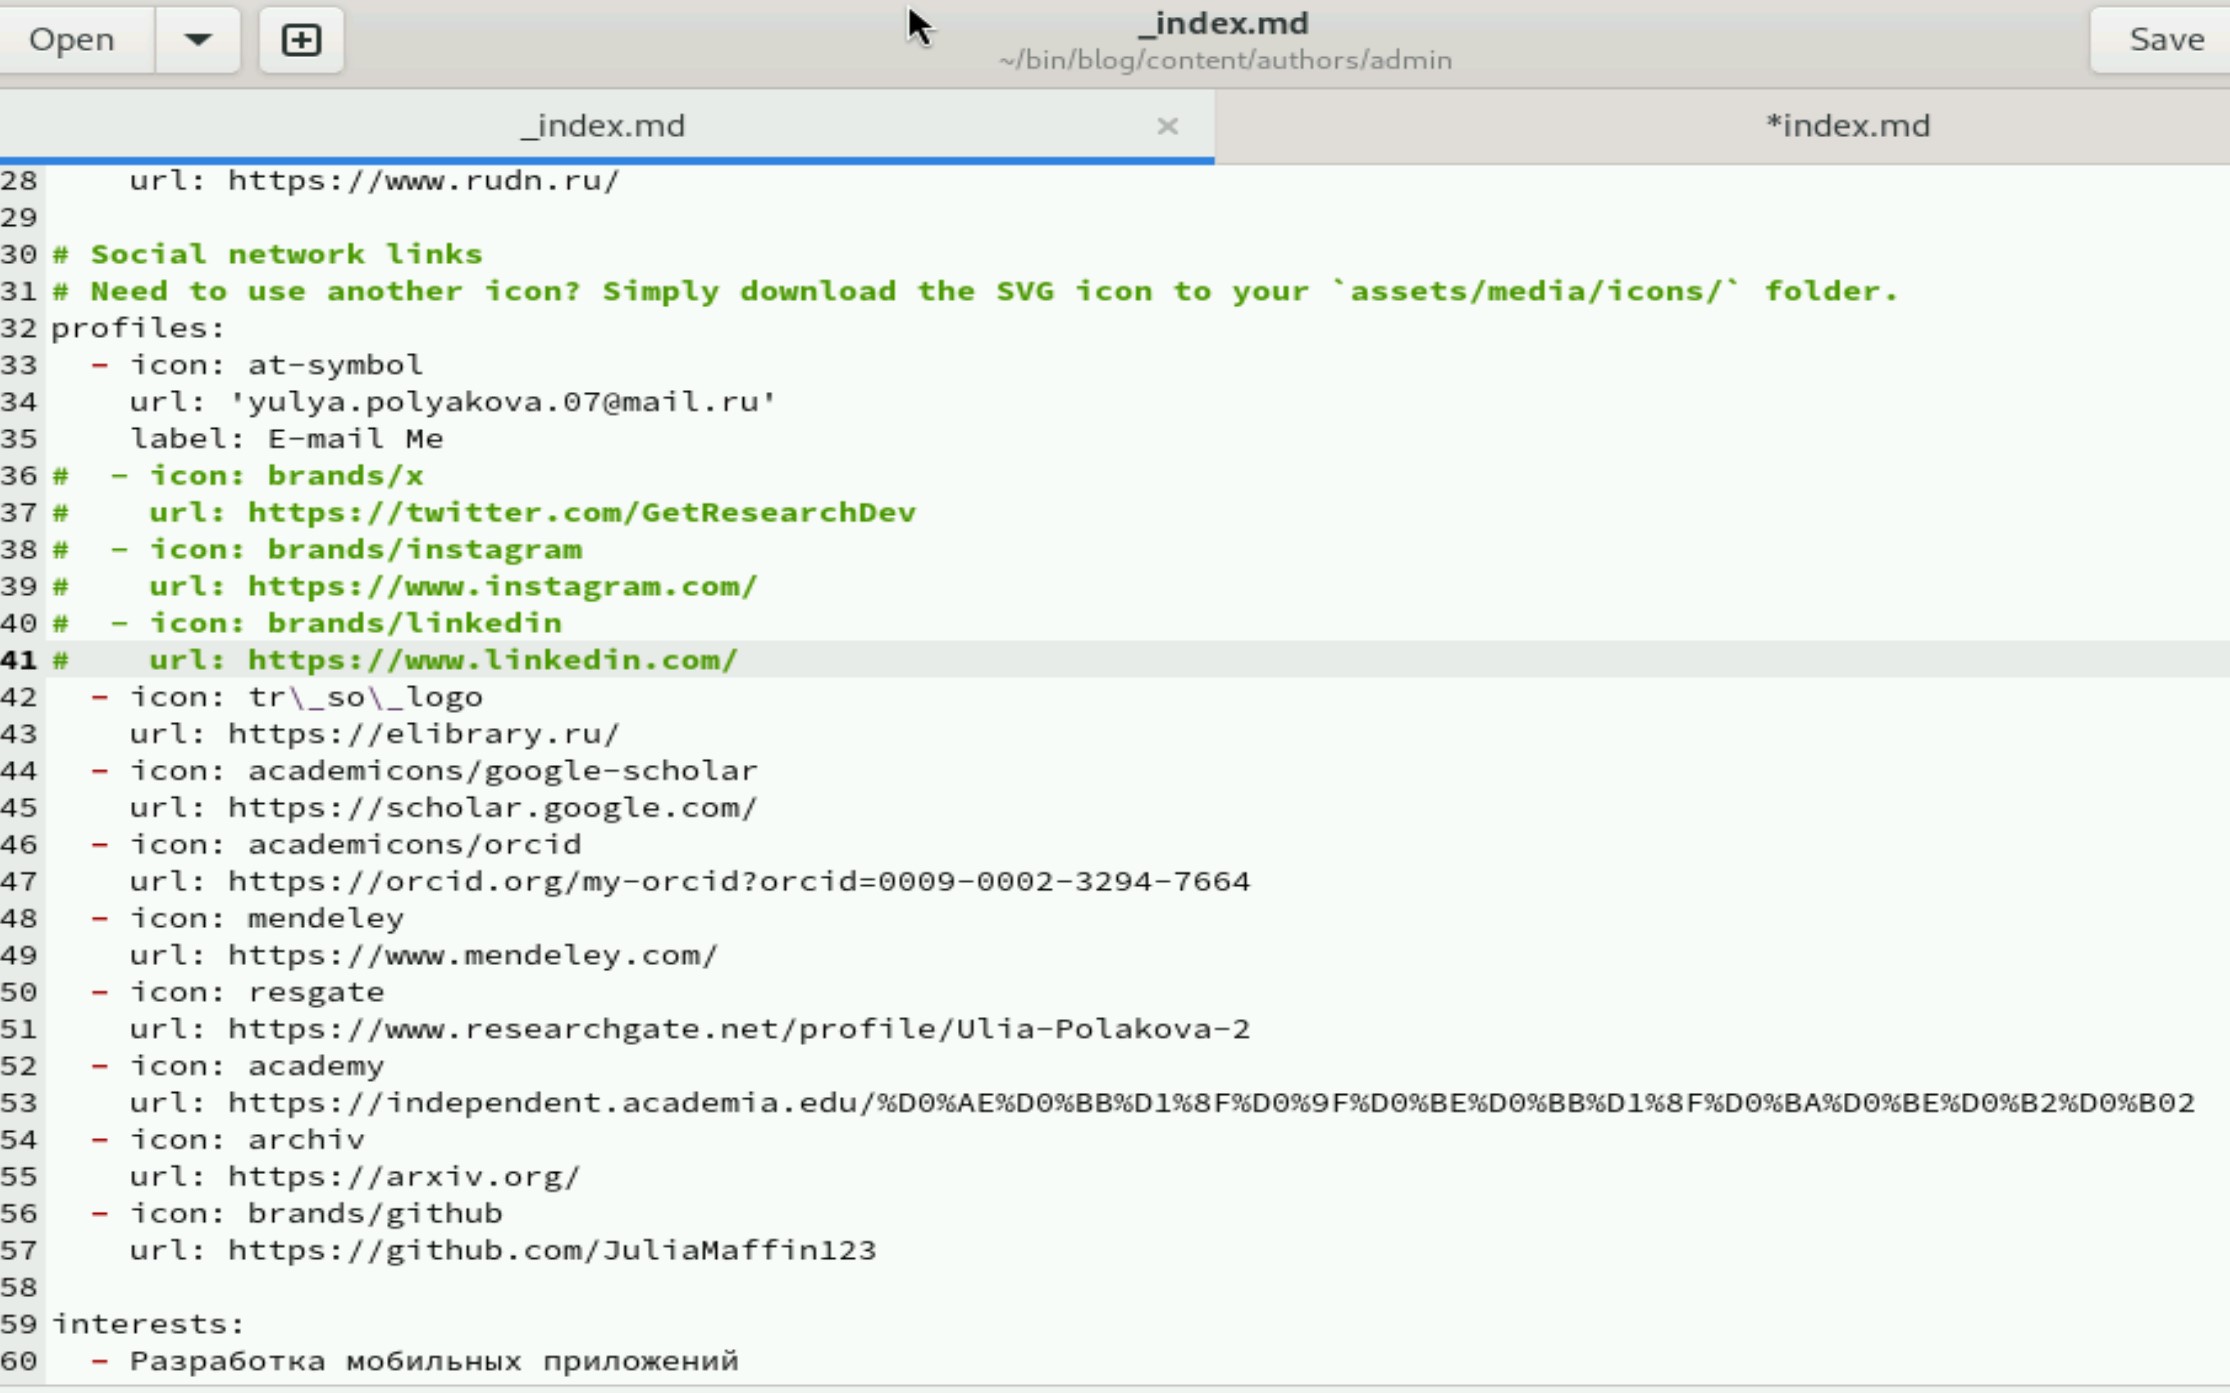 Open
_index.md
~/bin/blog/content/authors/admin
Save
_index.md ×
*index.md
28 url: https://www.rudn.ru/
29
30 # Social network links
31 # Need to use another icon? Simply download the SVG icon to your `assets/media/icons/` folder.
32 profiles:
33 - icon: at-symbol
34 url: 'yulya.polyakova.07@mail.ru'
35 label: E-mail Me
36 # - icon: brands/x
37 # url: https://twitter.com/GetResearchDev
38 # - icon: brands/instagram
39 # url: https://www.instagram.com/
40 # - icon: brands/linkedin
41 # url: https://www.linkedin.com/
42 - icon: tr\_so\_logo
43 url: https://elibrary.ru/
44 - icon: academicons/google-scholar
45 url: https://scholar.google.com/
46 - icon: academicons/orcid
47 url: https://orcid.org/my-orcid?orcid=0009-0002-3294-7664
48 - icon: mendeley
49 url: https://www.mendeley.com/
50 - icon: resgate
51 url: https://www.researchgate.net/profile/Ulia-Polakova-2
52 - icon: academy
53 url: https://independent.academia.edu/%D0%AE%D0%BB%D1%8F%D0%9F%D0%BE%D0%BB%D1%8F%D0%BA%D0%BE%D0%B2%D0%B02
54 - icon: archiv
55 url: https://arxiv.org/
56 - icon: brands/github
57 url: https://github.com/JuliaMaffin123
58
59 interests:
60 - Разработка мобильных приложений